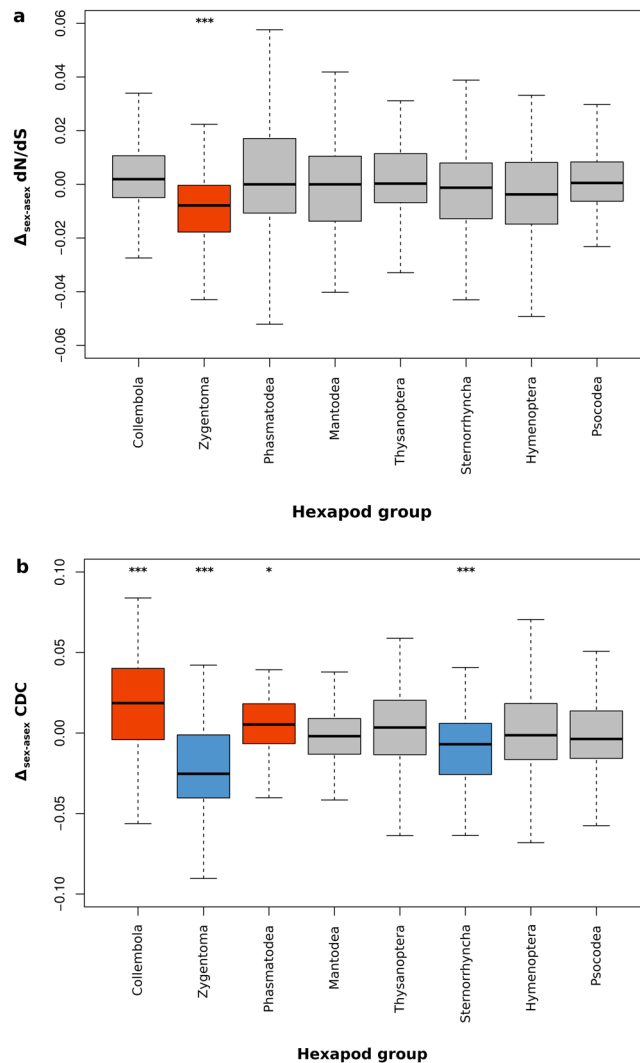 a
***
Δsex-asex dN/dS
0.06
0.04
0.02
0.00
−0.02
−0.04
−0.06
Collembola
Zygentoma
Phasmatodea
Mantodea
Thysanoptera
Sternorrhyncha
Hymenoptera
Psocodea
Hexapod group
b
*** *** * ***
Δsex-asex CDC
0.10
0.05
0.00
−0.05
−0.10
Collembola
Zygentoma
Phasmatodea
Mantodea
Thysanoptera
Sternorrhyncha
Hymenoptera
Psocodea
Hexapod group